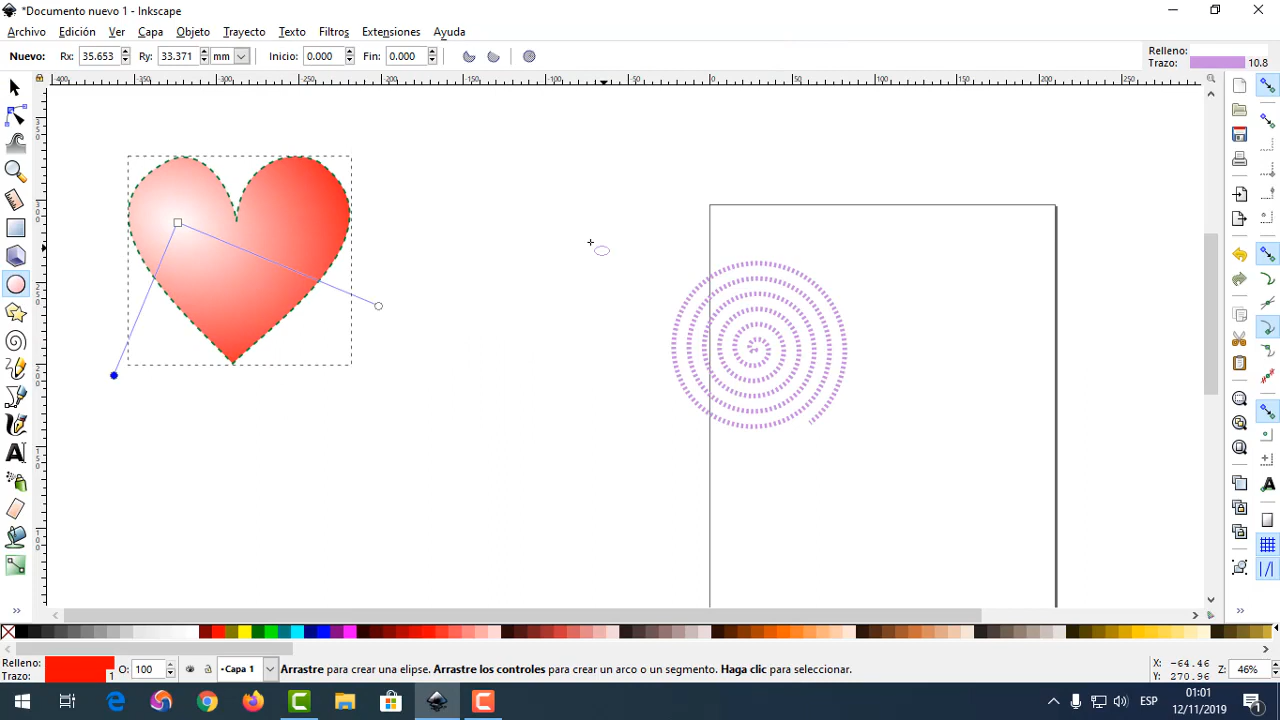 *Documento nuevo 1 - Inkscape
Archivo Edición Ver Capa Objeto Trayecto Texto Filtros Extensiones Ayuda
Nuevo: Rx: 35.653 Ry: 33.371 mm Inicio: 0.000 Fin: 0.000
Relleno:
Trazo: 10.8
Relleno:
Trazo: 1
O: 100
Capa 1
Arrastre para crear una elipse. Arrastre los controles para crear un arco o un segmento. Haga clic para seleccionar.
X: -64.46
Y: 270.96
Z: 46%
ESP
01:01
12/11/2019
1